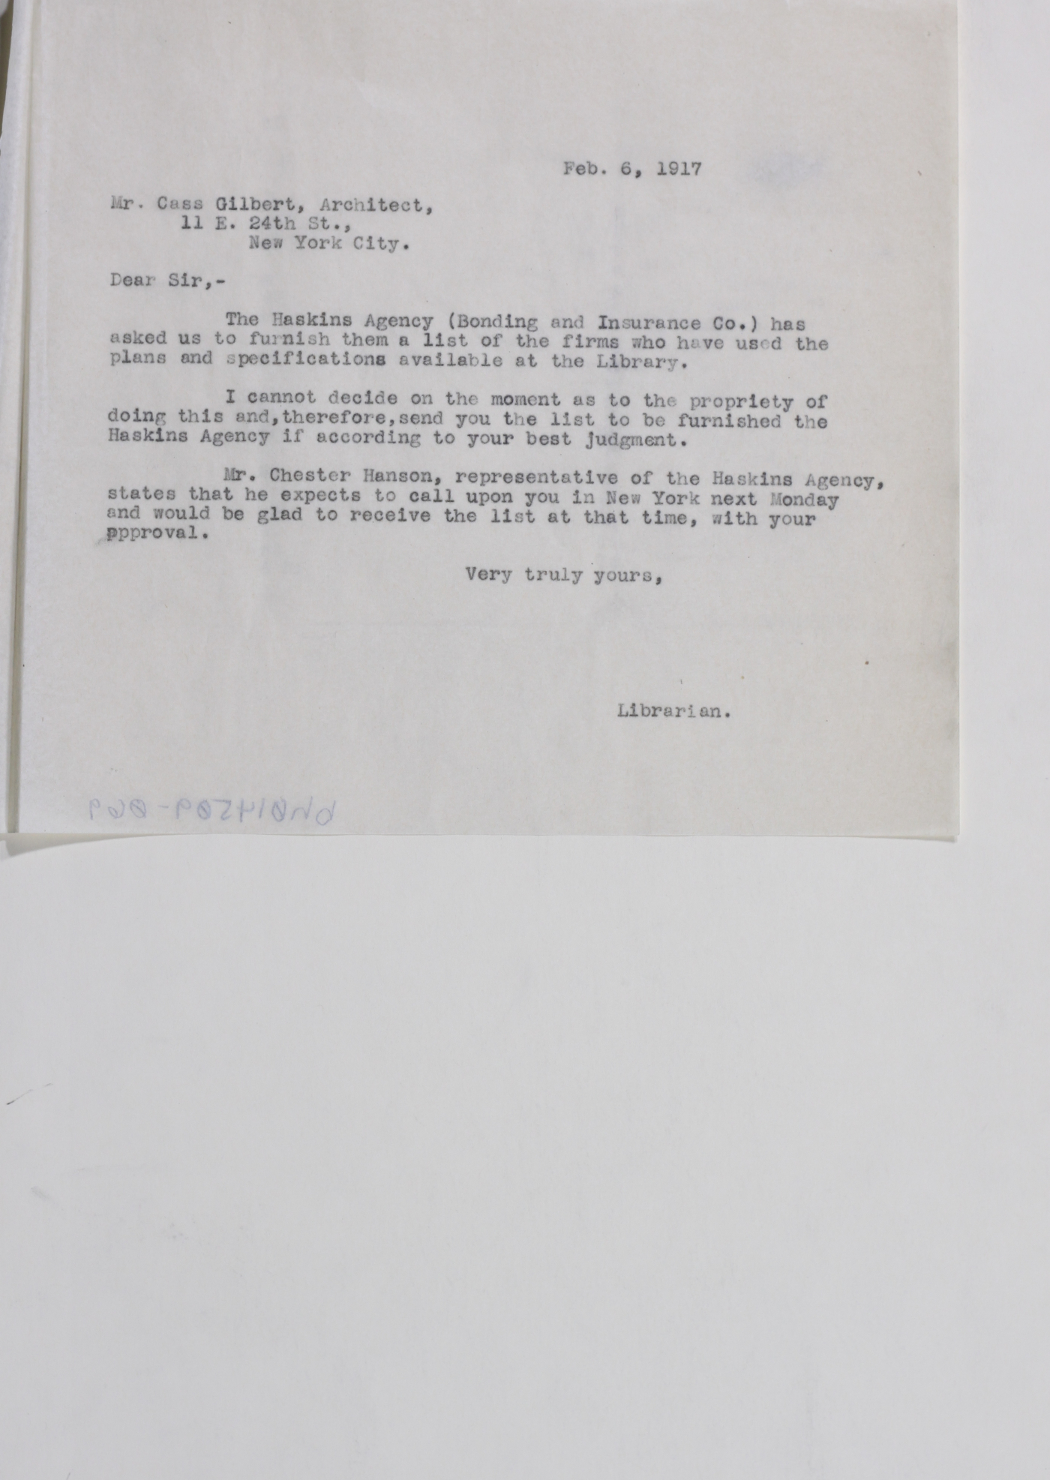 Feb. 6, 1917
Mr. Cass Gilbert, Architect,
11 E. 24th St.,
New York City.
Dear Sir,-
The Haskins Agency (Bonding and Insurance Co.) has
asked us to furnish them a list of the firms who have used the
plans and specifications available at the Library.
I cannot decide on the moment as to the propriety of
doing this and,therefore,send you the list to be furnished the
Haskins Agency if according to your best judgment.
Mr. Chester Hanson, representative of the Haskins Agency,
states that he expects to call upon you in New York next Monday
and would be glad to receive the list at that time, with your
pproval.
Very truly yours,
Librarian.